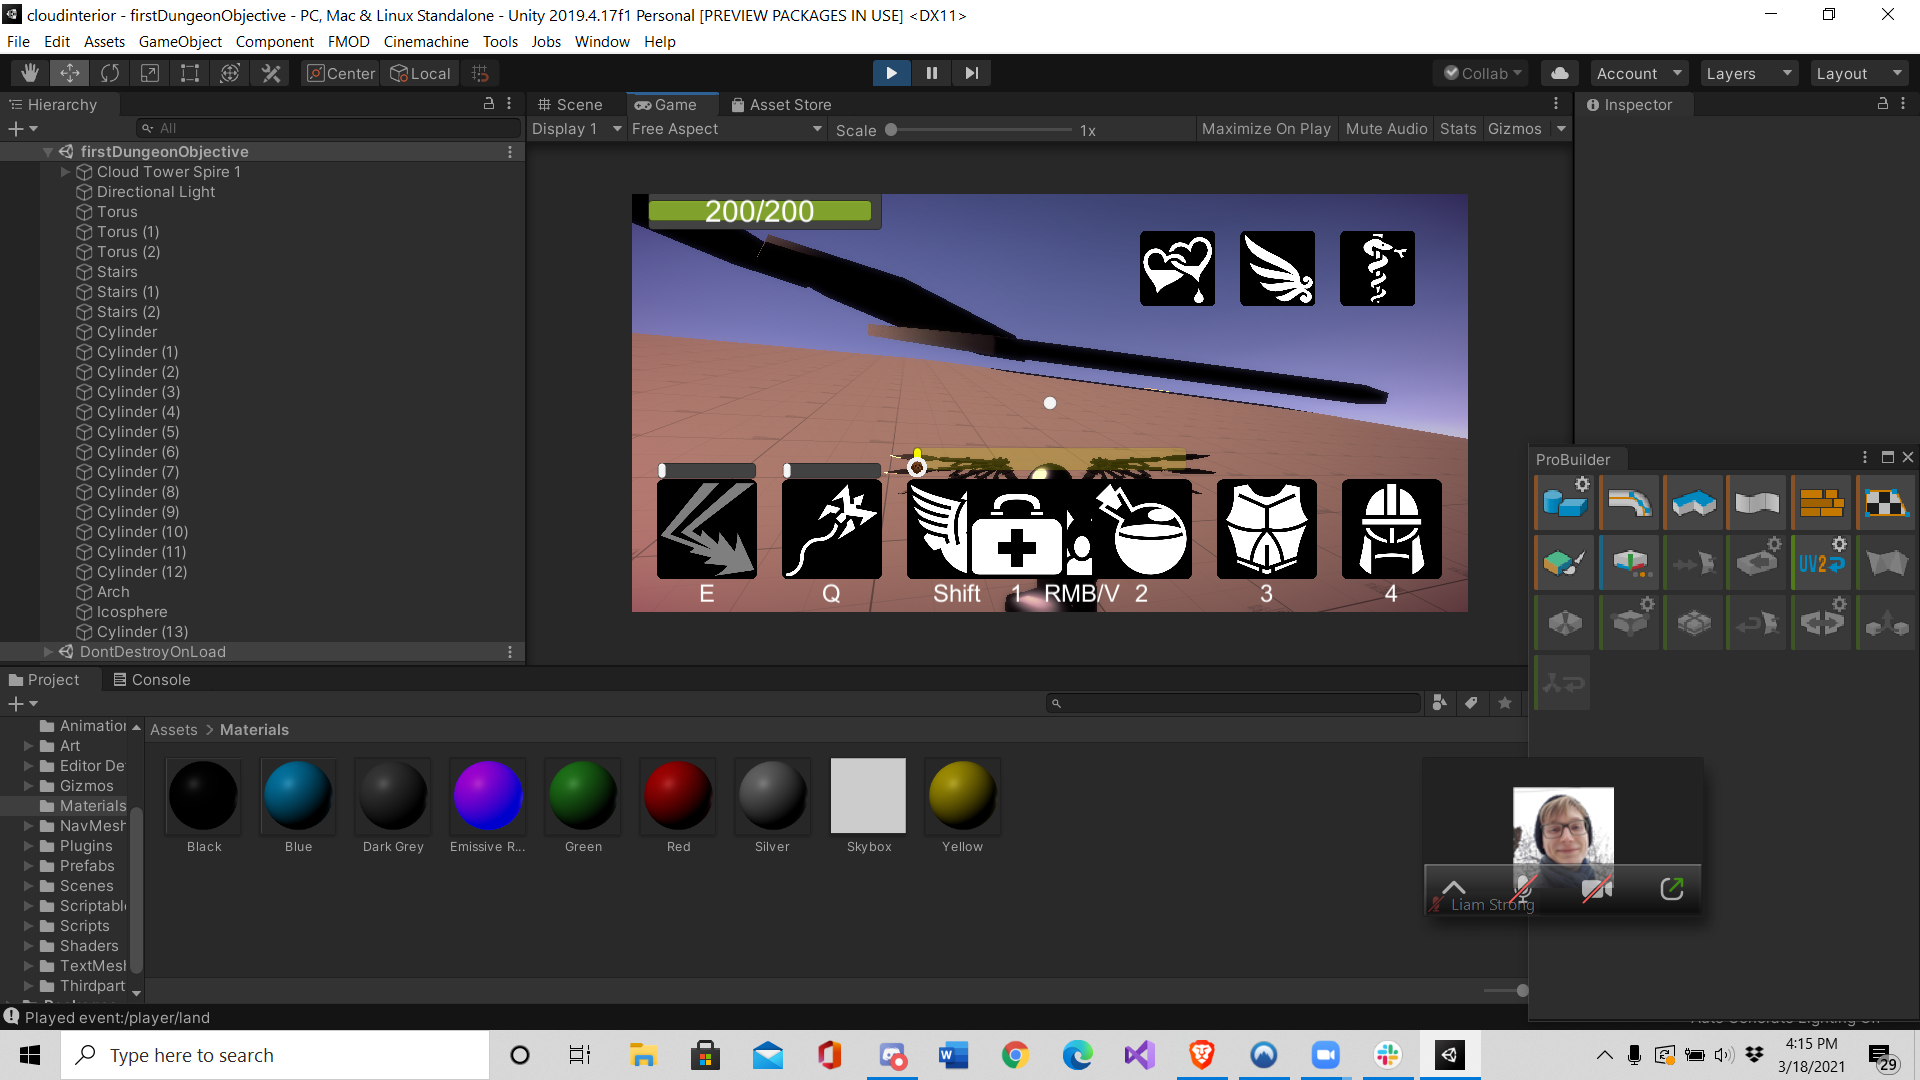 cloudinterior - firstDungeonObjective - PC, Mac & Linux Standalone - Unity 2019.4.17f1 Personal [PREVIEW PACKAGES IN USE] <DX11>
File Edit Assets GameObject Component FMOD Cinemachine Tools Jobs Window Help
Center Local Collab Account Layers Layout
Hierarchy
All
firstDungeonObjective
Cloud Tower Spire 1
Directional Light
Torus
Torus (1)
Torus (2)
Stairs
Stairs (1)
Stairs (2)
Cylinder
Cylinder (1)
Cylinder (2)
Cylinder (3)
Cylinder (4)
Cylinder (5)
Cylinder (6)
Cylinder (7)
Cylinder (8)
Cylinder (9)
Cylinder (10)
Cylinder (11)
Cylinder (12)
Arch
Icosphere
Cylinder (13)
DontDestroyOnLoad
Scene Game Asset Store
Display 1 Free Aspect Scale 1x Maximize On Play Mute Audio Stats Gizmos
200/200
E Q Shift 1 RMB/V 2 3 4
Inspector
ProBuilder
UV2
Project Console
Animation
Art
Editor De
Gizmos
Materials
NavMesh
Plugins
Prefabs
Scenes
Scriptabl
Scripts
Shaders
TextMesh
Thirdpart
Assets > Materials
Black Blue Dark Grey Emissive R... Green Red Silver Skybox Yellow
Liam Strong
Played event:/player/land
Auto Generate Lighting On
Type here to search
4:15 PM
3/18/2021
29